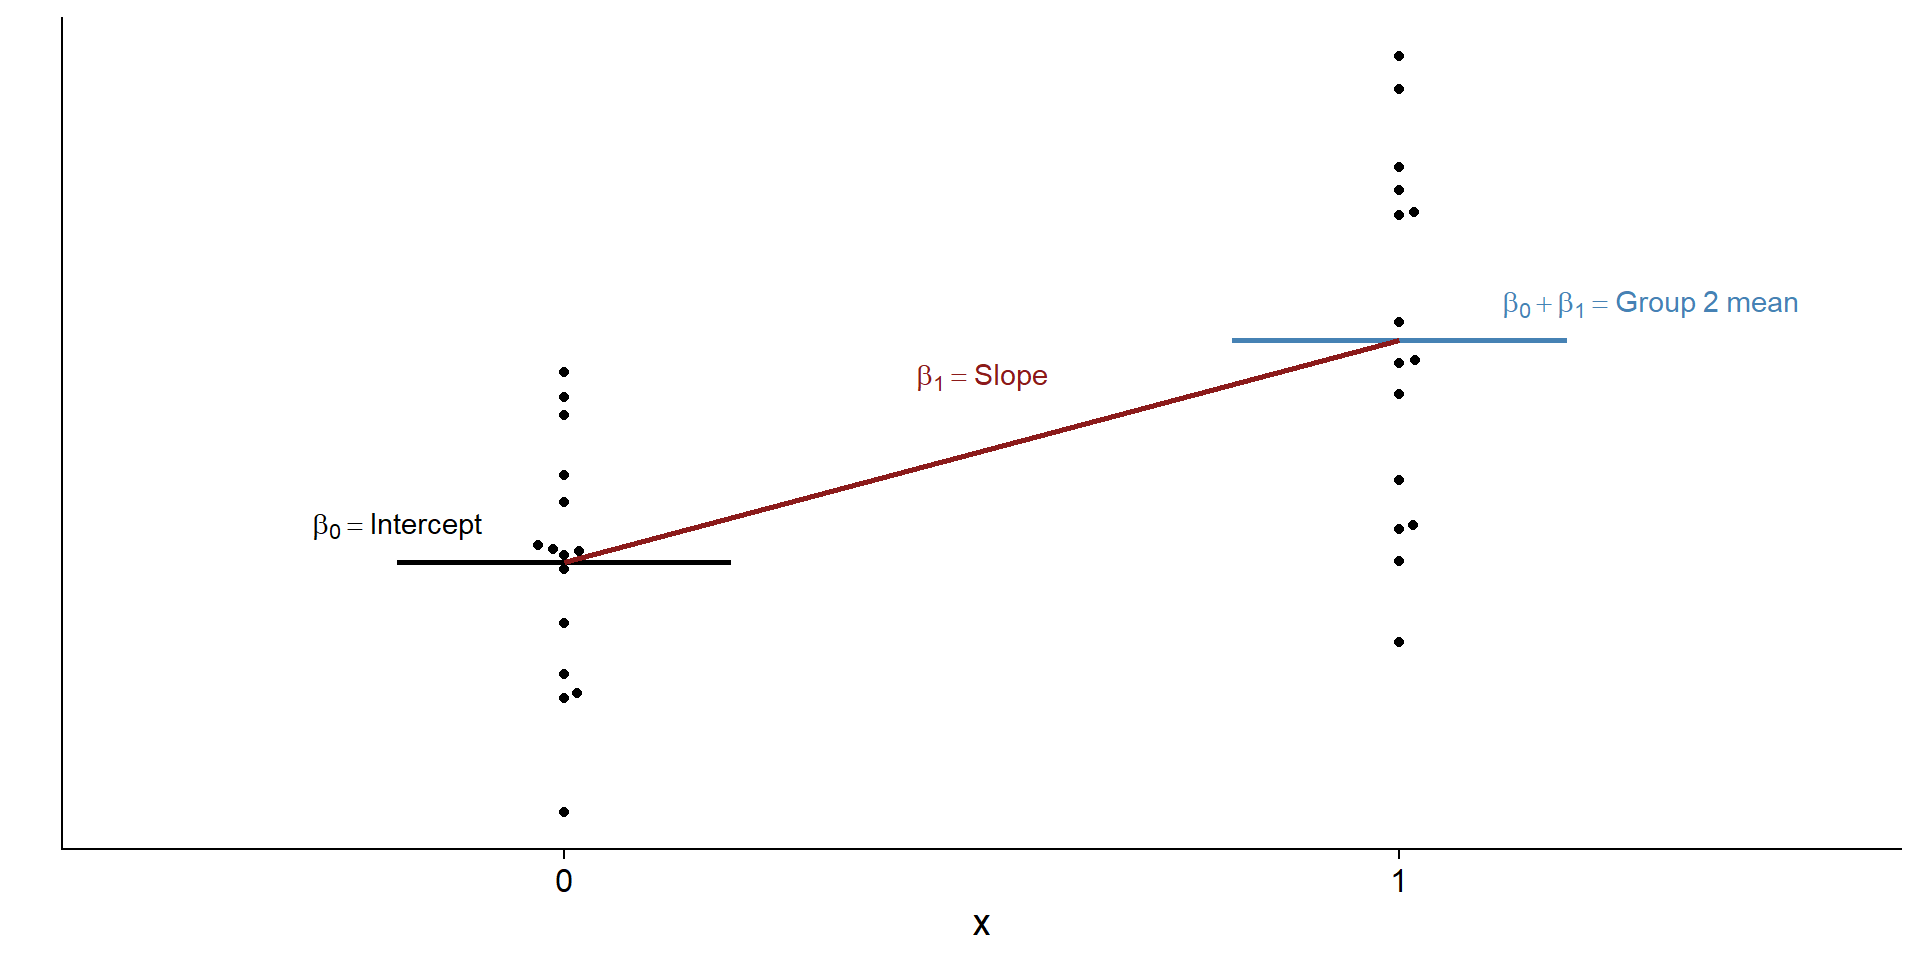 β₀ + β₁ = Group 2 mean
β₁ = Slope
β₀ = Intercept
0 1
x